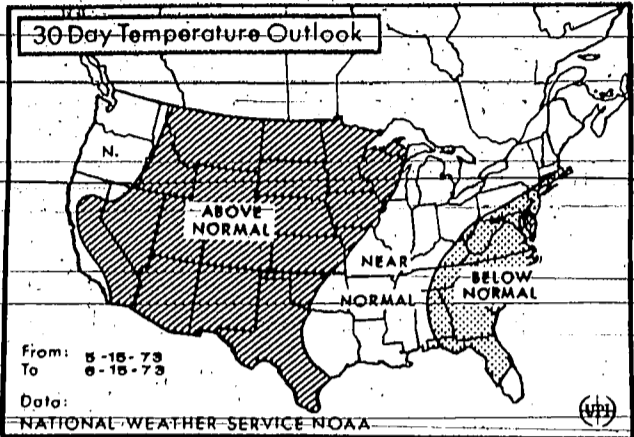 30 Day Temperature Outlook
N.
ABOVE
NORMAL
NEAR
NORMAL
BELOW
NORMAL
From: 5-15-73
To 6-15-73
Data:
NATIONAL WEATHER SERVICE NOAA
UPI